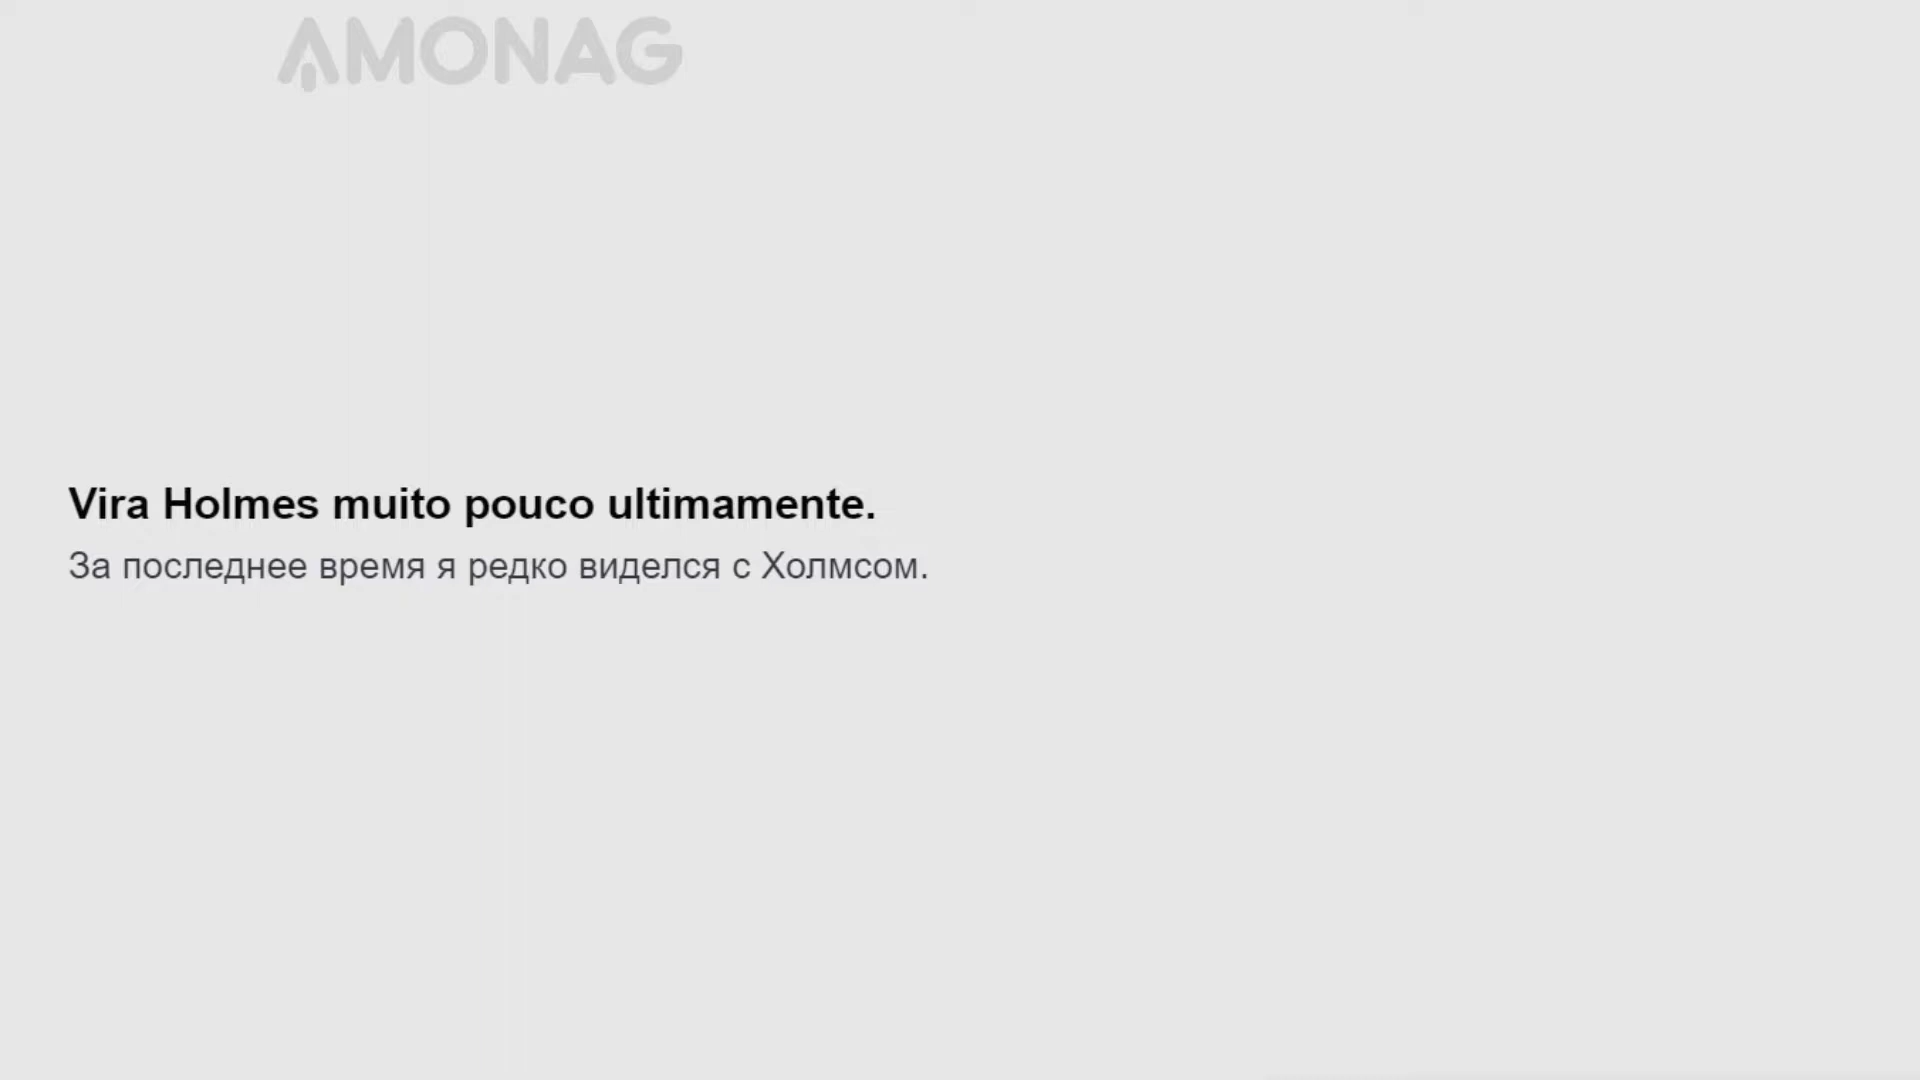 AMONAG
Vira Holmes muito pouco ultimamente.
За последнее время я редко виделся с Холмсом.